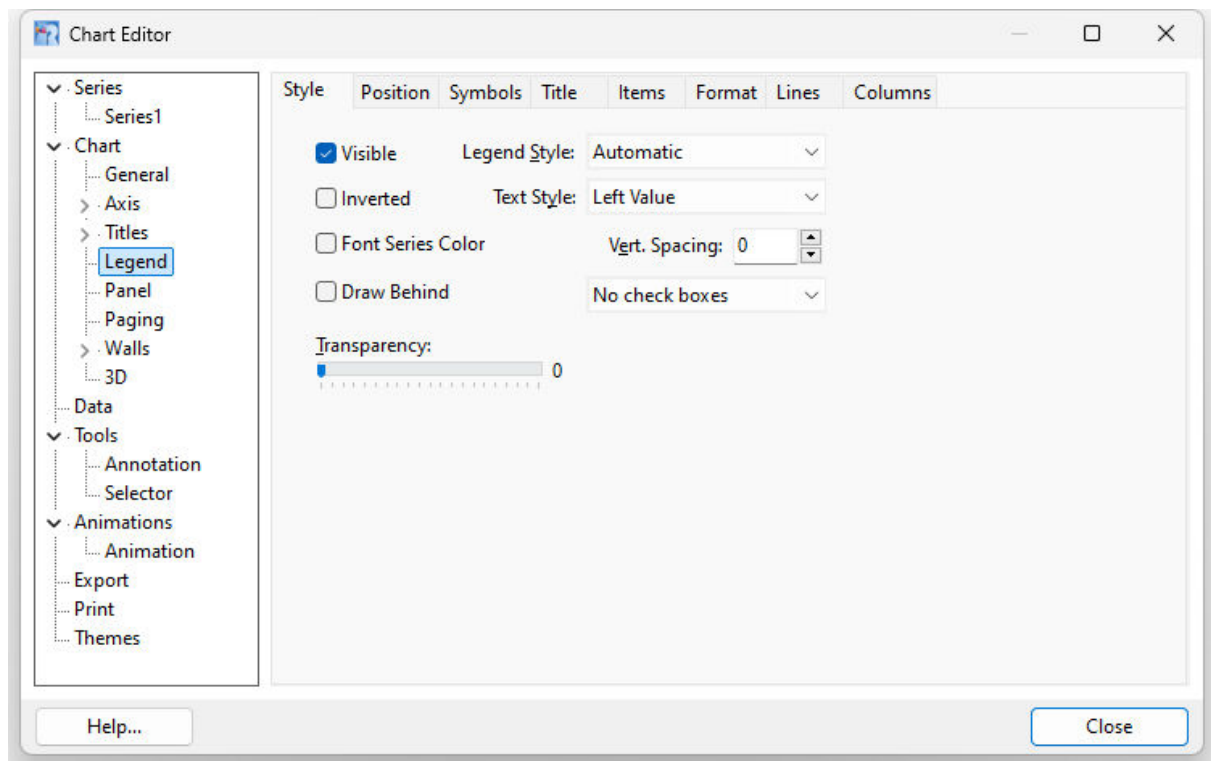 Chart Editor
Series
Series1
Chart
General
Axis
Titles
Legend
Panel
Paging
Walls
3D
Data
Tools
Annotation
Selector
Animations
Animation
Export
Print
Themes
Style Position Symbols Title Items Format Lines Columns
Visible Legend Style: Automatic
Inverted Text Style: Left Value
Font Series Color Vert. Spacing: 0
Draw Behind No check boxes
Transparency:
0
Help... Close